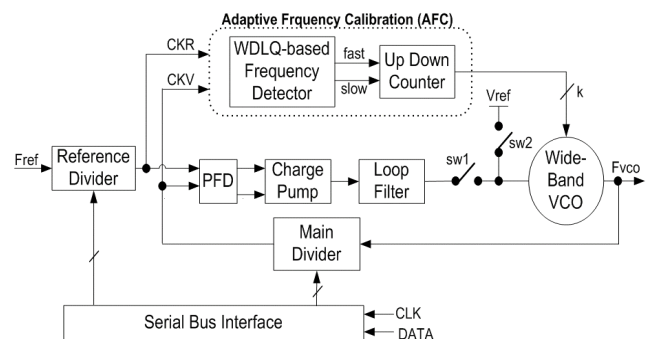 Adaptive Frquency Calibration (AFC)
CKR
CKV
WDLQ-based
Frequency
Detector
fast
slow
Up Down
Counter
k
Vref
sw2
sw1
Fref
Reference
Divider
PFD
Charge
Pump
Loop
Filter
Wide-
Band
VCO
Fvco
Main
Divider
Serial Bus Interface
CLK
DATA